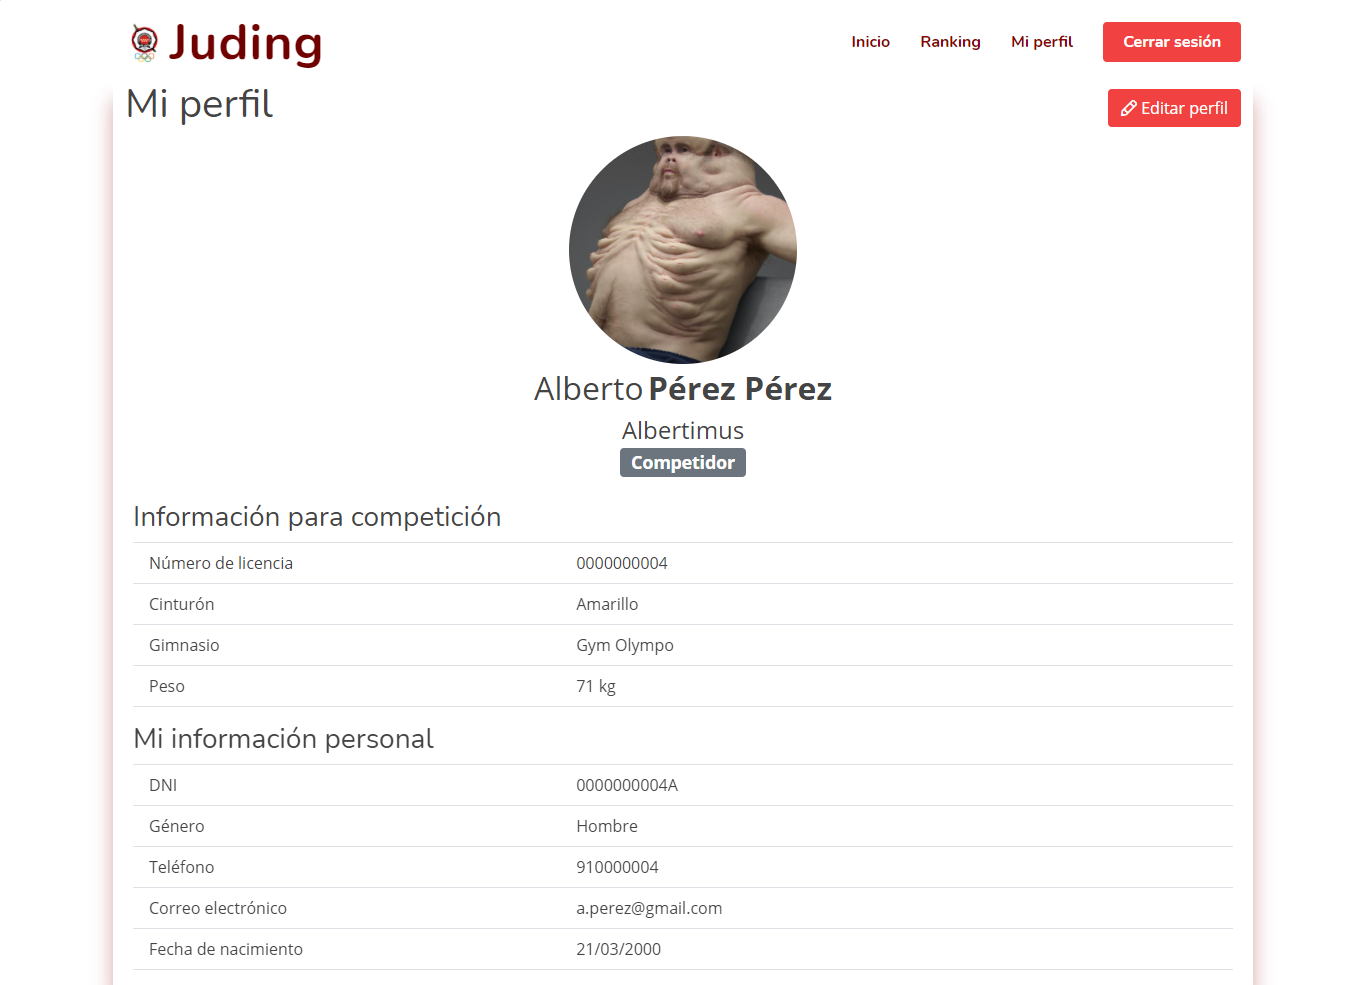 Juding
Inicio
Ranking
Mi perfil
Cerrar sesión
Mi perfil
Editar perfil
Alberto Pérez Pérez
Albertimus
Competidor
Información para competición
Número de licencia 0000000004
Cinturón Amarillo
Gimnasio Gym Olympo
Peso 71 kg
Mi información personal
DNI 0000000004A
Género Hombre
Teléfono 910000004
Correo electrónico a.perez@gmail.com
Fecha de nacimiento 21/03/2000